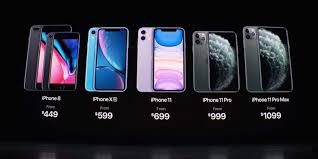 iPhone 8
From
$449
iPhone XR
From
$599
iPhone 11
From
$699
iPhone 11 Pro
From
$999
iPhone 11 Pro Max
From
$1099